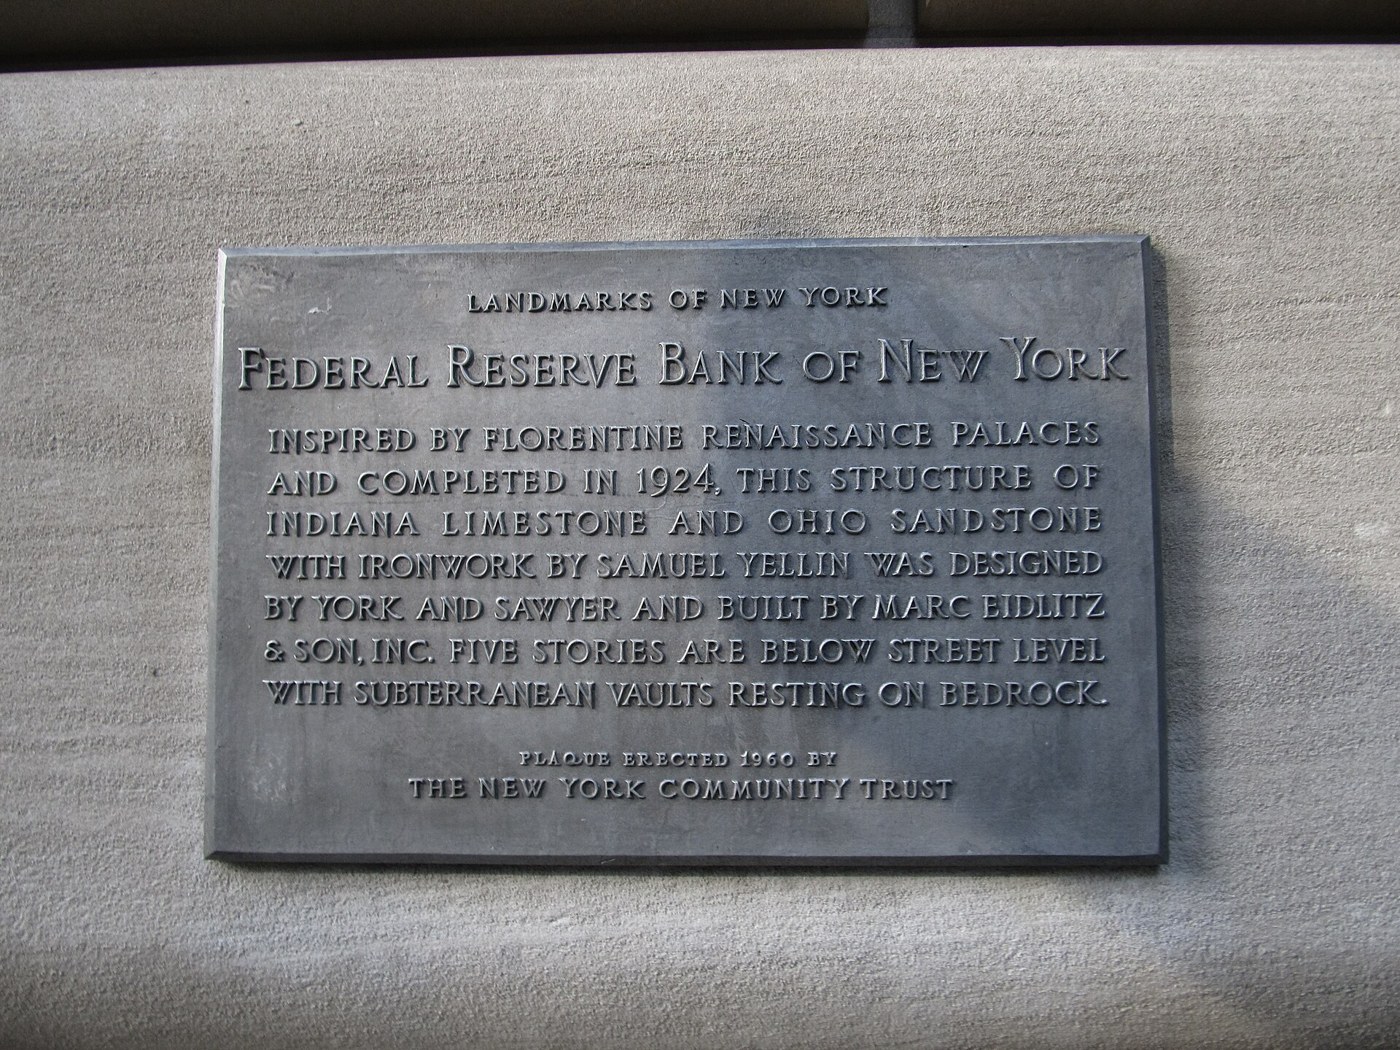 LANDMARKS OF NEW YORK
FEDERAL RESERVE BANK OF NEW YORK
INSPIRED BY FLORENTINE RENAISSANCE PALACES
AND COMPLETED IN 1924, THIS STRUCTURE OF
INDIANA LIMESTONE AND OHIO SANDSTONE
WITH IRONWORK BY SAMUEL YELLIN WAS DESIGNED
BY YORK AND SAWYER AND BUILT BY MARC EIDLITZ
& SON, INC. FIVE STORIES ARE BELOW STREET LEVEL
WITH SUBTERRANEAN VAULTS RESTING ON BEDROCK.
PLAQUE ERECTED 1960 BY
THE NEW YORK COMMUNITY TRUST